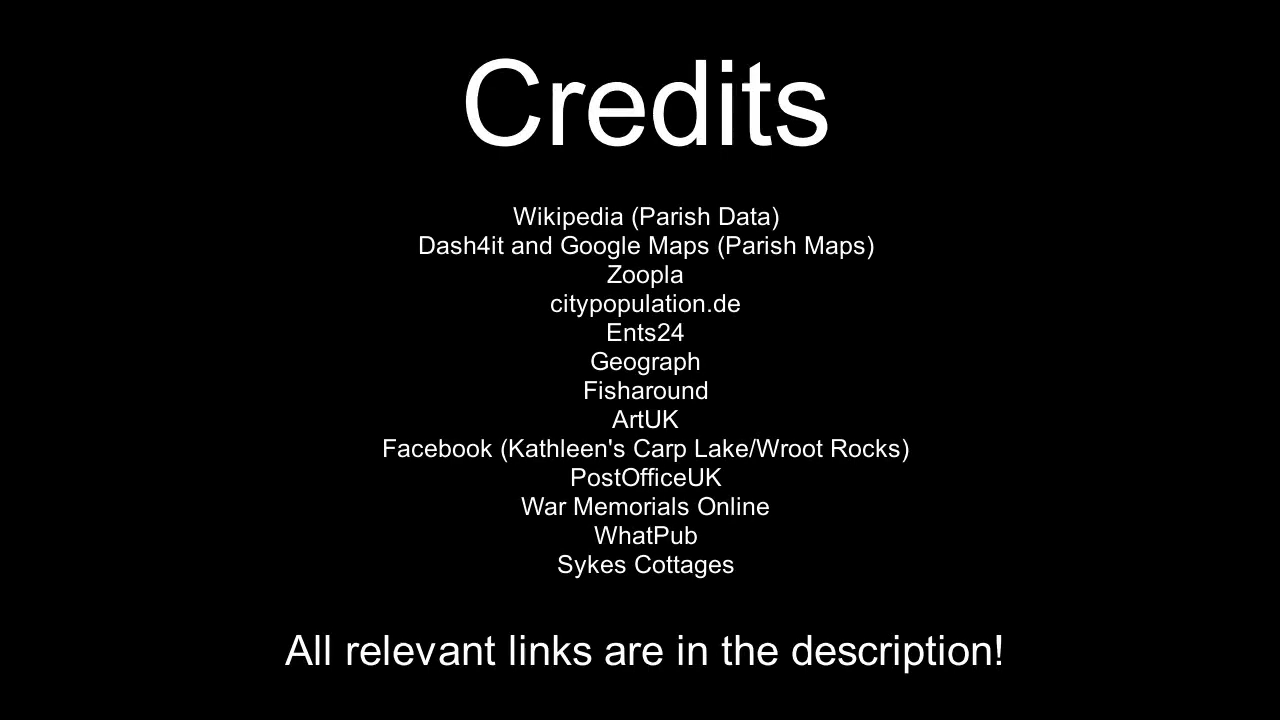 Credits
Wikipedia (Parish Data)
Dash4it and Google Maps (Parish Maps)
Zoopla
citypopulation.de
Ents24
Geograph
Fisharound
ArtUK
Facebook (Kathleen's Carp Lake/Wroot Rocks)
PostOfficeUK
War Memorials Online
WhatPub
Sykes Cottages
All relevant links are in the description!